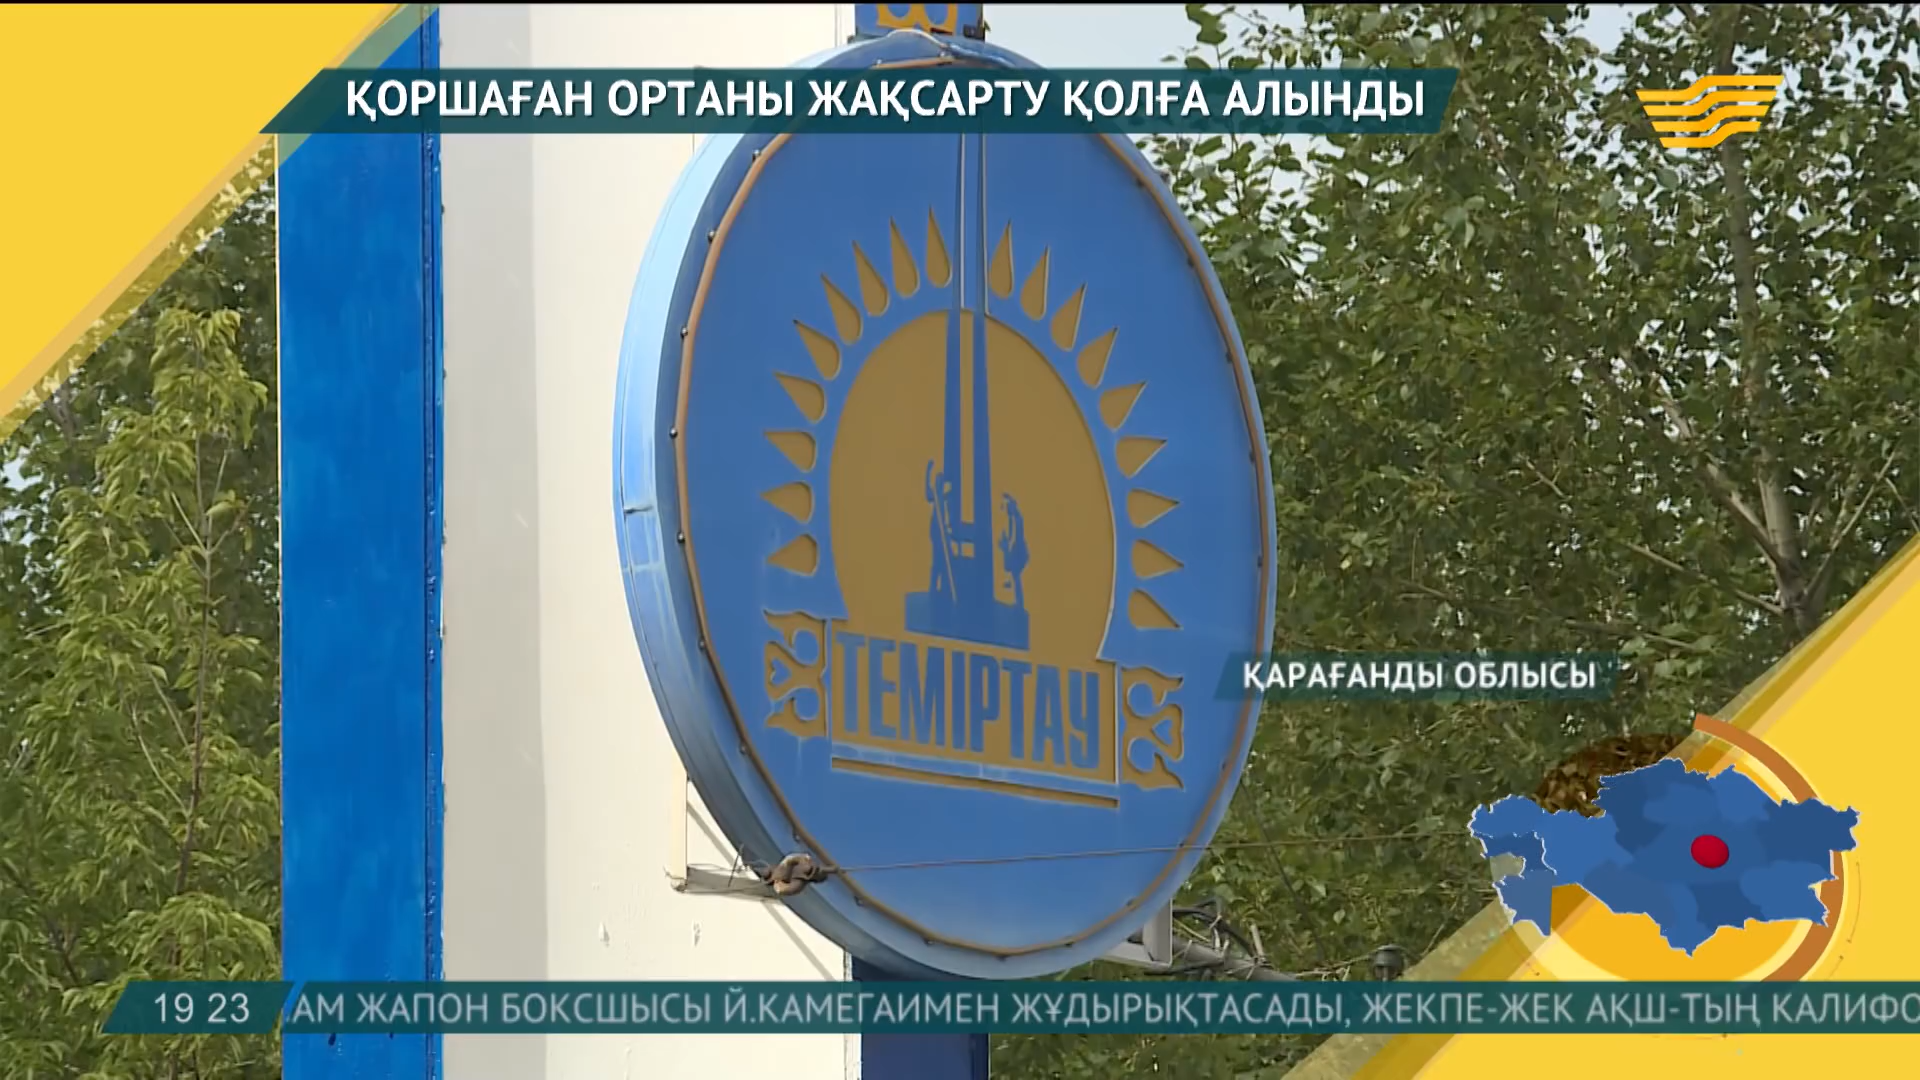 ҚОРШАҒАН ОРТАНЫ ЖАҚСАРТУ ҚОЛҒА АЛЫНДЫ
ТЕМІРТАУ
ҚАРАҒАНДЫ ОБЛЫСЫ
19 23
ЖАПОН БОКСШЫСЫ Й.КАМЕГАИМЕН ЖҰДЫРЫҚТАСАДЫ, ЖЕКПЕ-ЖЕК АҚШ-ТЫҢ